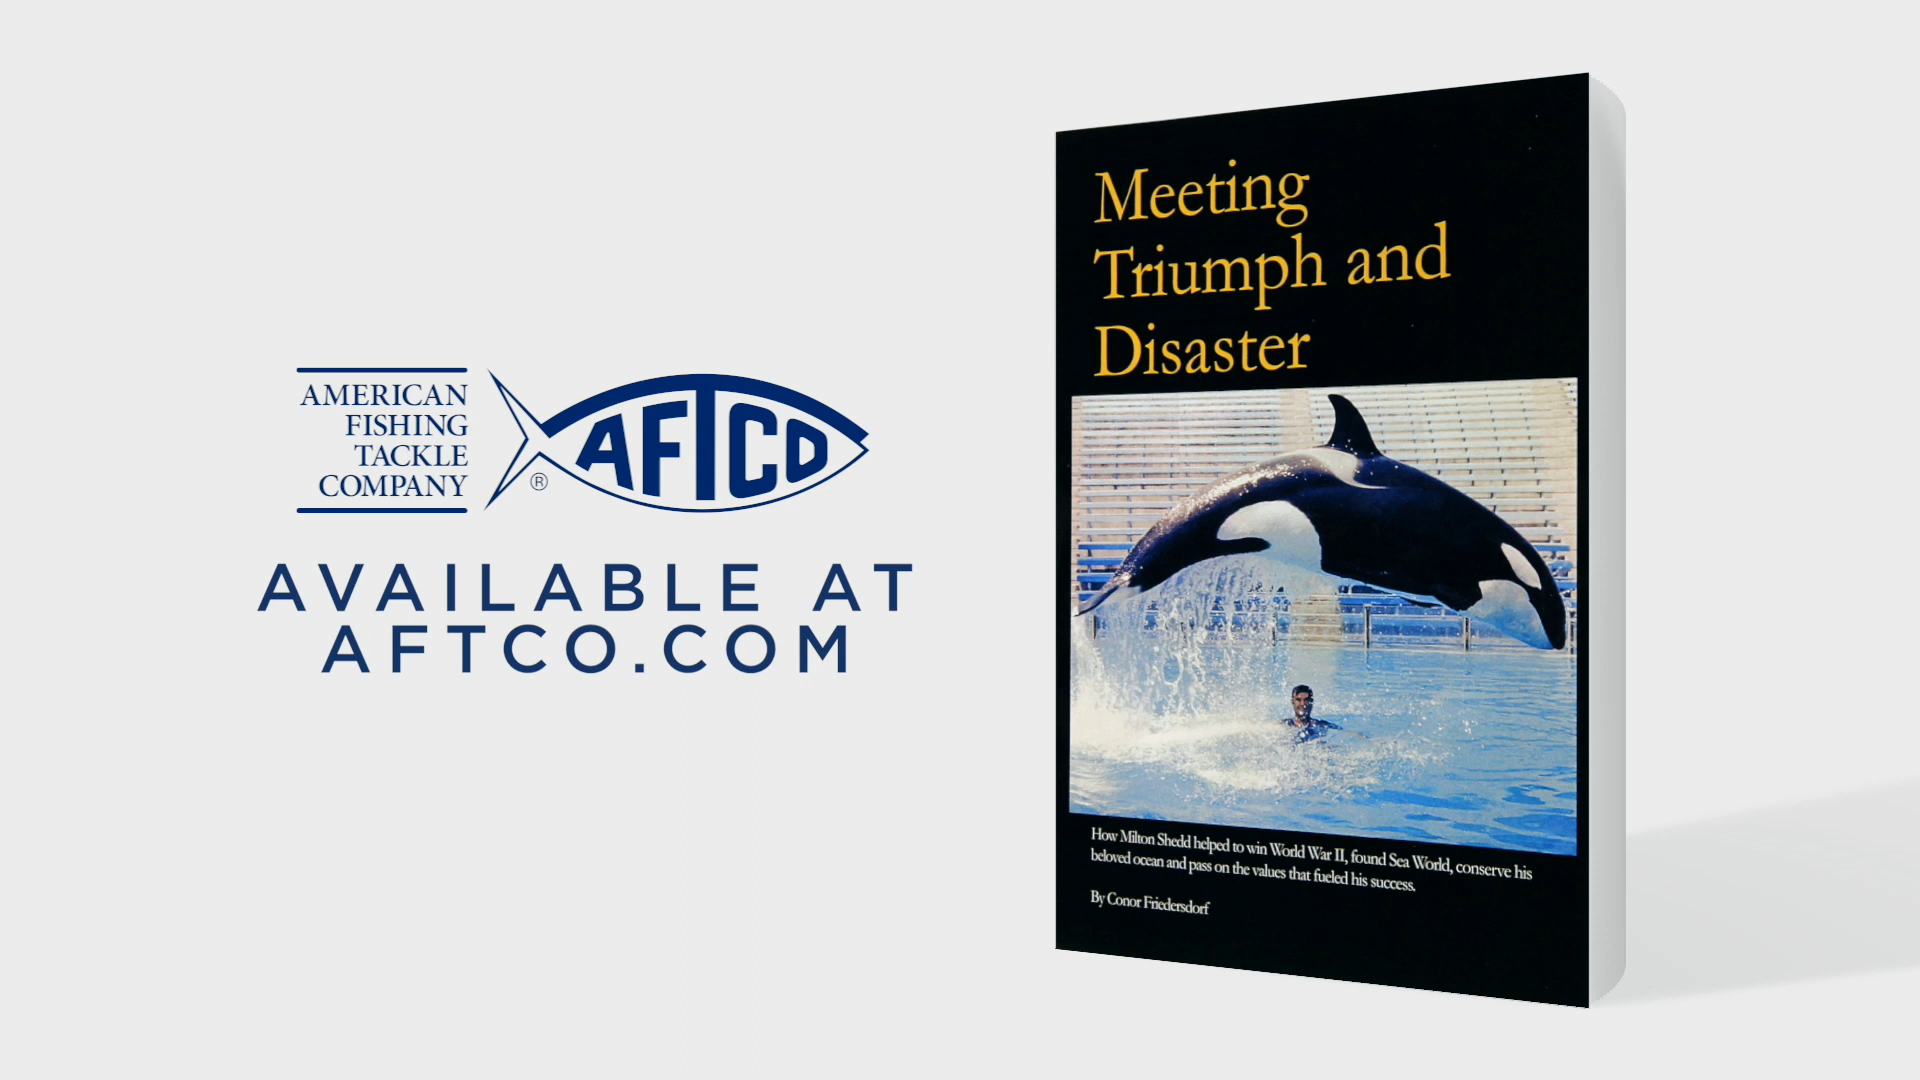 AMERICAN
FISHING
TACKLE
COMPANY
®
AFTCO
AVAILABLE AT
AFTCO.COM
Meeting
Triumph and
Disaster
How Milton Shedd helped to win World War II, found Sea World, conserve his
beloved ocean and pass on the values that fueled his success.
By Conor Friedersdorf